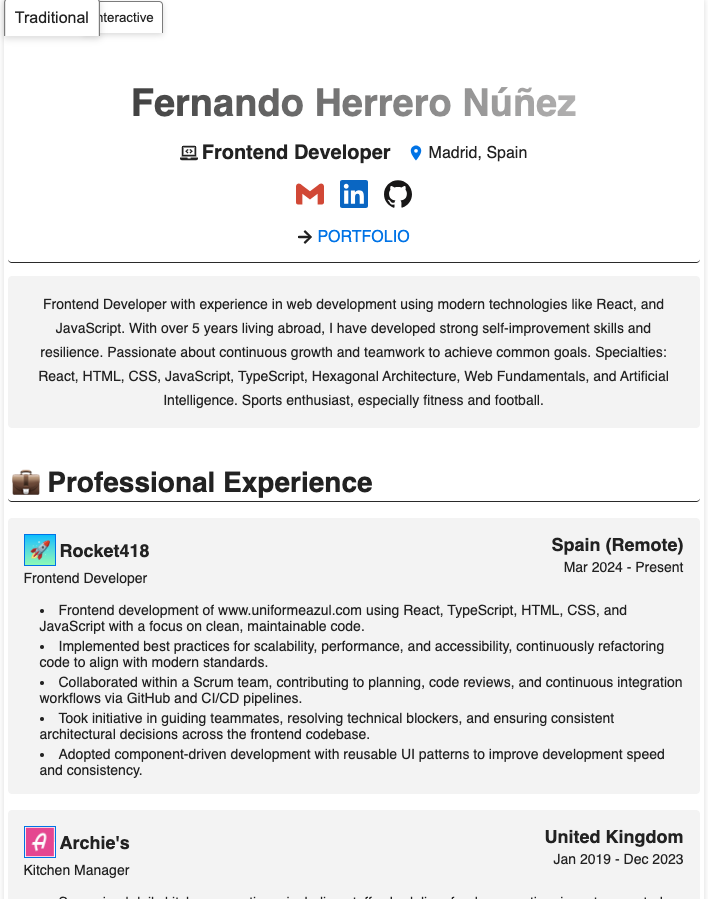 Traditional
nteractive
Fernando Herrero Núñez
Frontend Developer Madrid, Spain
PORTFOLIO
Frontend Developer with experience in web development using modern technologies like React, and
JavaScript. With over 5 years living abroad, I have developed strong self-improvement skills and
resilience. Passionate about continuous growth and teamwork to achieve common goals. Specialties:
React, HTML, CSS, JavaScript, TypeScript, Hexagonal Architecture, Web Fundamentals, and Artificial
Intelligence. Sports enthusiast, especially fitness and football.
Professional Experience
Rocket418
Spain (Remote)
Frontend Developer
Mar 2024 - Present
• Frontend development of www.uniformeazul.com using React, TypeScript, HTML, CSS, and
JavaScript with a focus on clean, maintainable code.
• Implemented best practices for scalability, performance, and accessibility, continuously refactoring
code to align with modern standards.
• Collaborated within a Scrum team, contributing to planning, code reviews, and continuous integration
workflows via GitHub and CI/CD pipelines.
• Took initiative in guiding teammates, resolving technical blockers, and ensuring consistent
architectural decisions across the frontend codebase.
• Adopted component-driven development with reusable UI patterns to improve development speed
and consistency.
Archie's
United Kingdom
Kitchen Manager
Jan 2019 - Dec 2023